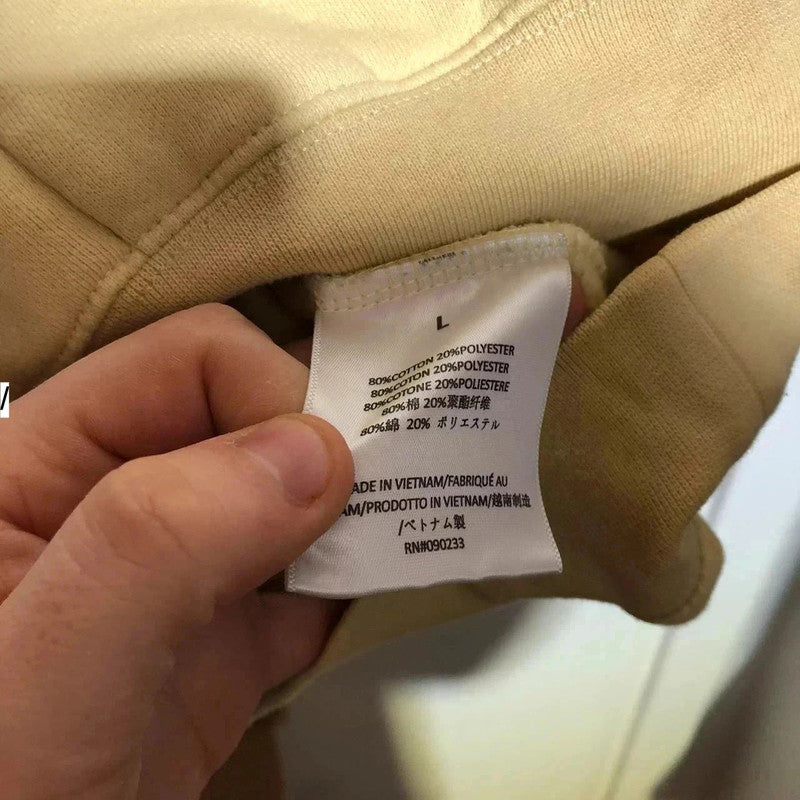 /
L
80%COTTON 20%POLYESTER
80%COTON 20%POLYESTER
80%COTONE 20%POLIESTERE
80%棉 20%聚酯纤维
80%綿 20% ポリエステル
ADE IN VIETNAM/FABRIQUÉ AU
AM/PRODOTTO IN VIETNAM/越南制造
/ベトナム製
RN#090233